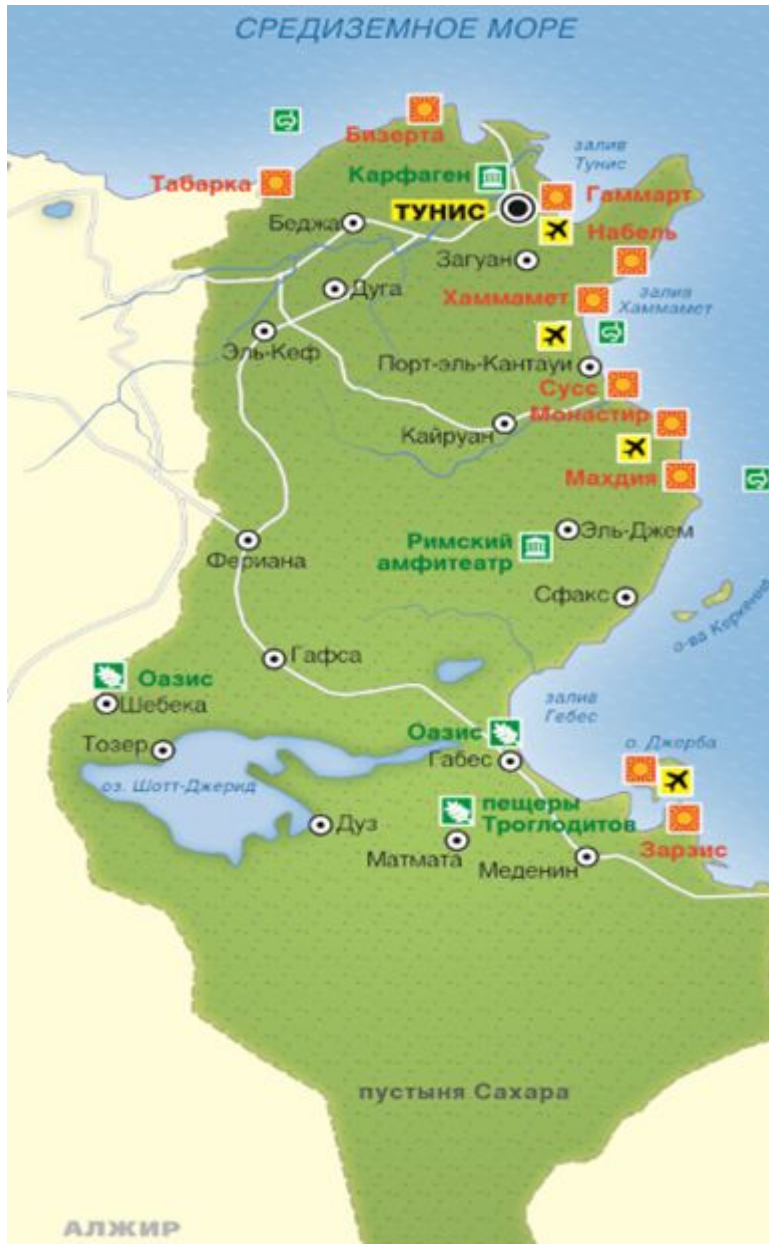 СРЕДИЗЕМНОЕ МОРЕ
Бизерта
залив
Тунис
Табарка
Карфаген
Гаммарт
ТУНИС
Беджа
Набель
Загуан
Дуга
Хаммамет
залив
Хаммамет
Эль-Кеф
Порт-эль-Кантауи
Сусс
Монастир
Кайруан
Махдия
Эль-Джем
Римский
амфитеатр
Фериана
Сфакс
о-ва Керкенна
Гафса
Оазис
Шебека
залив
Гебес
Оазис
Тозер
о. Джерба
Габес
оз. Шотт-Джерид
пещеры
Троглодитов
Дуз
Матмата
Меденин
Зарзис
пустыня Сахара
АЛЖИР